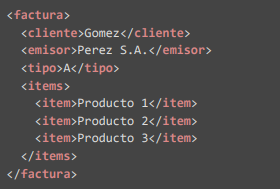 <factura>
  <cliente>Gomez</cliente>
  <emisor>Perez S.A.</emisor>
  <tipo>A</tipo>
  <items>
    <item>Producto 1</item>
    <item>Producto 2</item>
    <item>Producto 3</item>
  </items>
</factura>